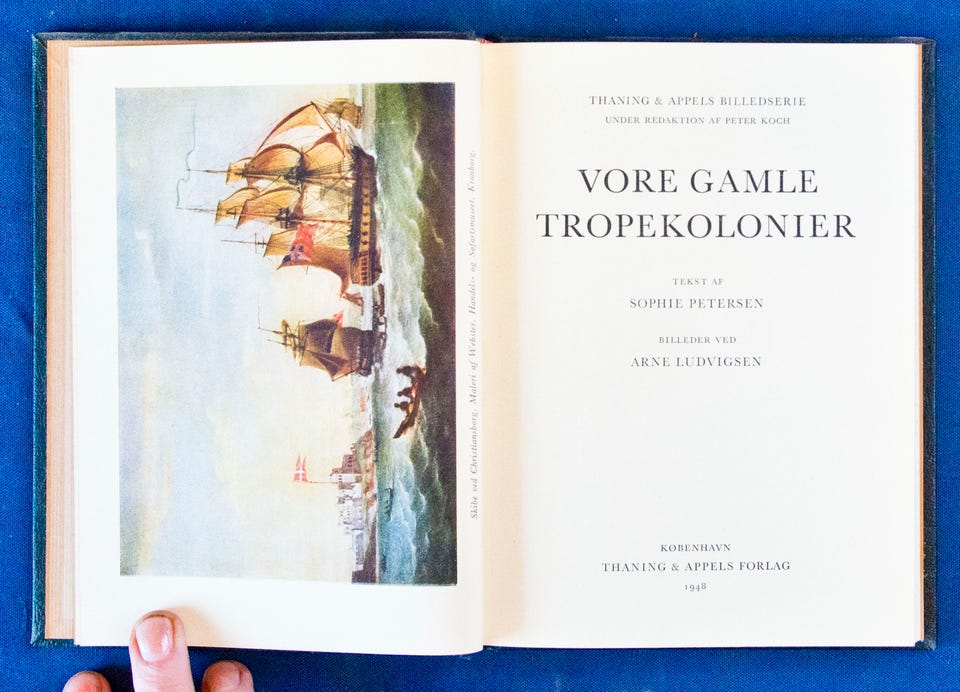 Skibe ved Christiansborg. Maleri af Webster. Handels- og Søfartsmuseet. Kronborg.
THANING & APPELS BILLEDSERIE
UNDER REDAKTION AF PETER KOCH
VORE GAMLE
TROPEKOLONIER
TEKST AF
SOPHIE PETERSEN
BILLEDER VED
ARNE LUDVIGSEN
KØBENHAVN
THANING & APPELS FORLAG
1948